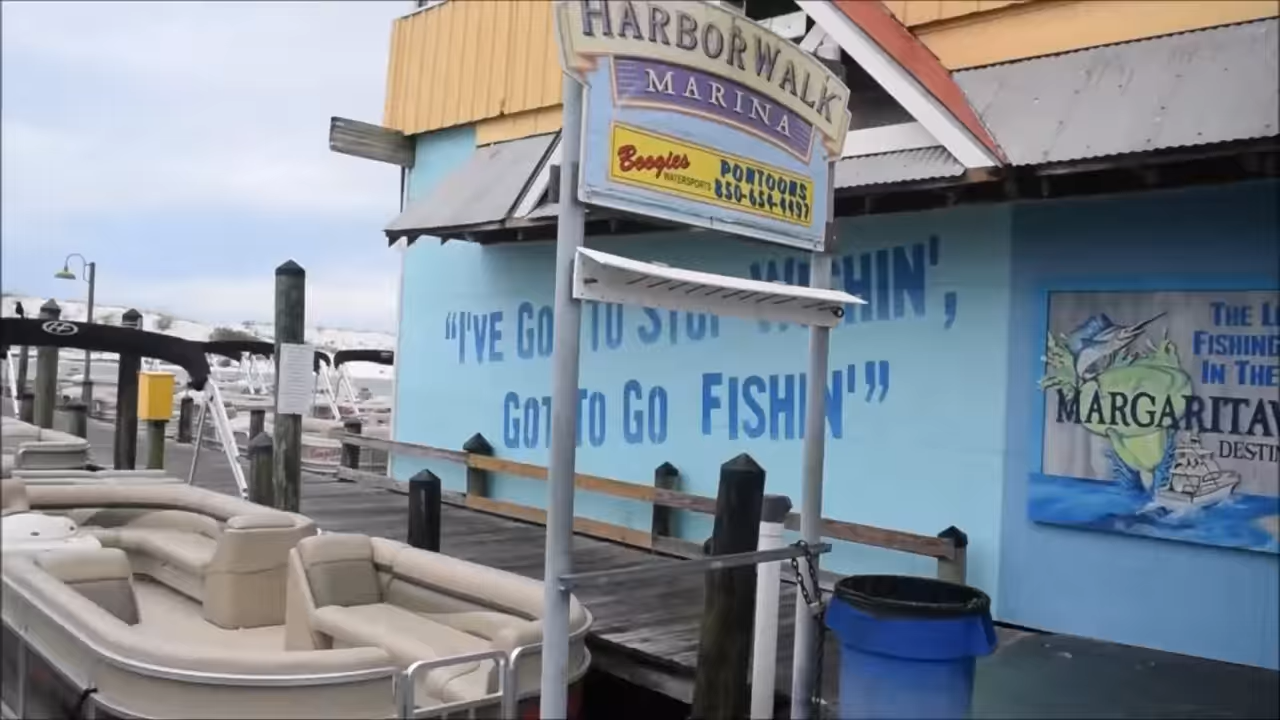 HARBORWALK
MARINA
Boogies
WATERSPORTS
PONTOONS
850-654-4497
"I'VE GOT TO STOP WISHIN',
GOT TO GO FISHIN'"
THE
FISHING
IN THE
MARGARITAV
DESTIN